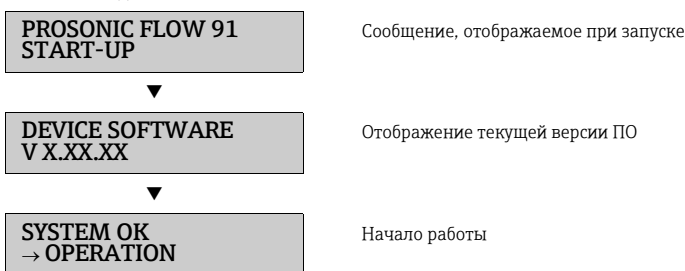 PROSONIC FLOW 91
START-UP
Сообщение, отображаемое при запуске
▼
DEVICE SOFTWARE
V X.XX.XX
Отображение текущей версии ПО
▼
SYSTEM OK
→ OPERATION
Начало работы